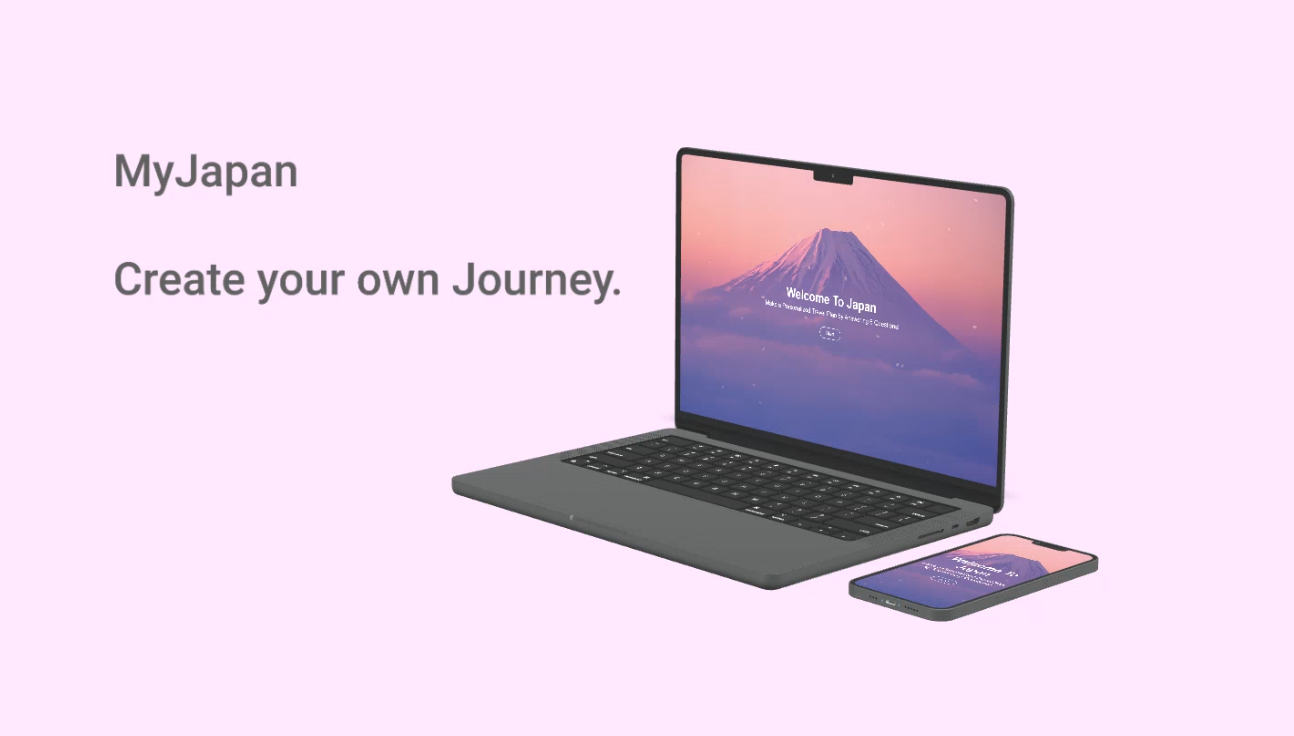 MyJapan
Create your own Journey.
Welcome To Japan
Make a Personalized Travel Plan By Answering 5 Questions!
Start
Welcome To
Japan